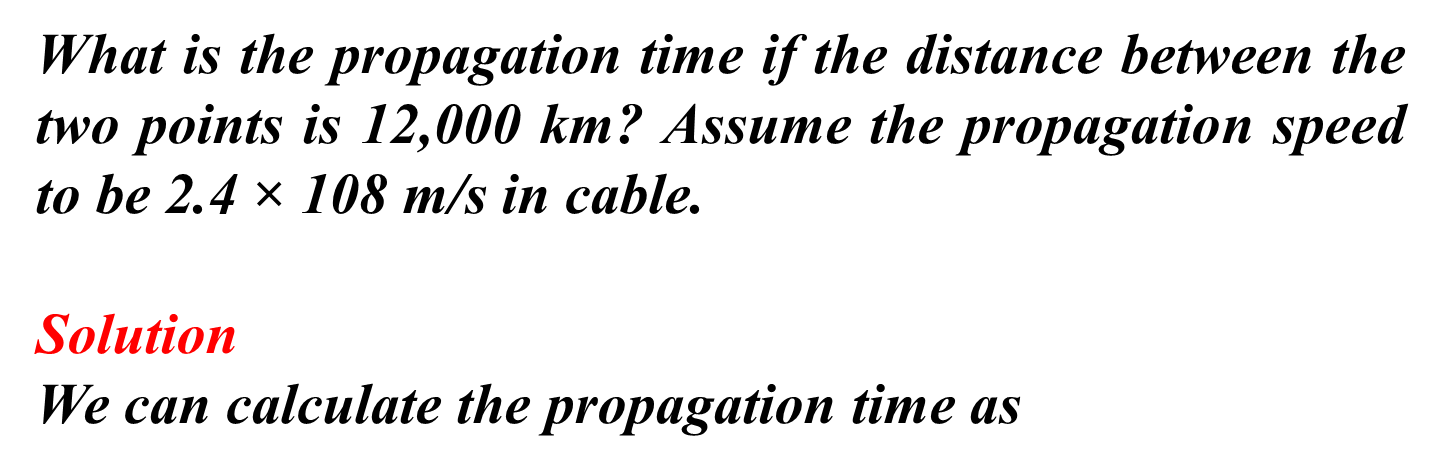 What is the propagation time if the distance between the
two points is 12,000 km? Assume the propagation speed
to be 2.4 × 108 m/s in cable.
Solution
We can calculate the propagation time as